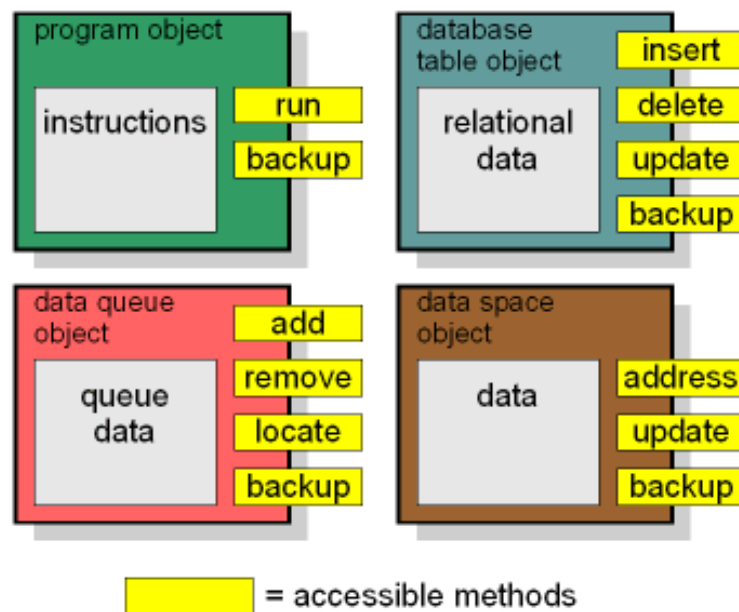 program object
instructions
run
backup
database
table object
relational
data
insert
delete
update
backup
data queue
object
queue
data
add
remove
locate
backup
data space
object
data
address
update
backup
= accessible methods